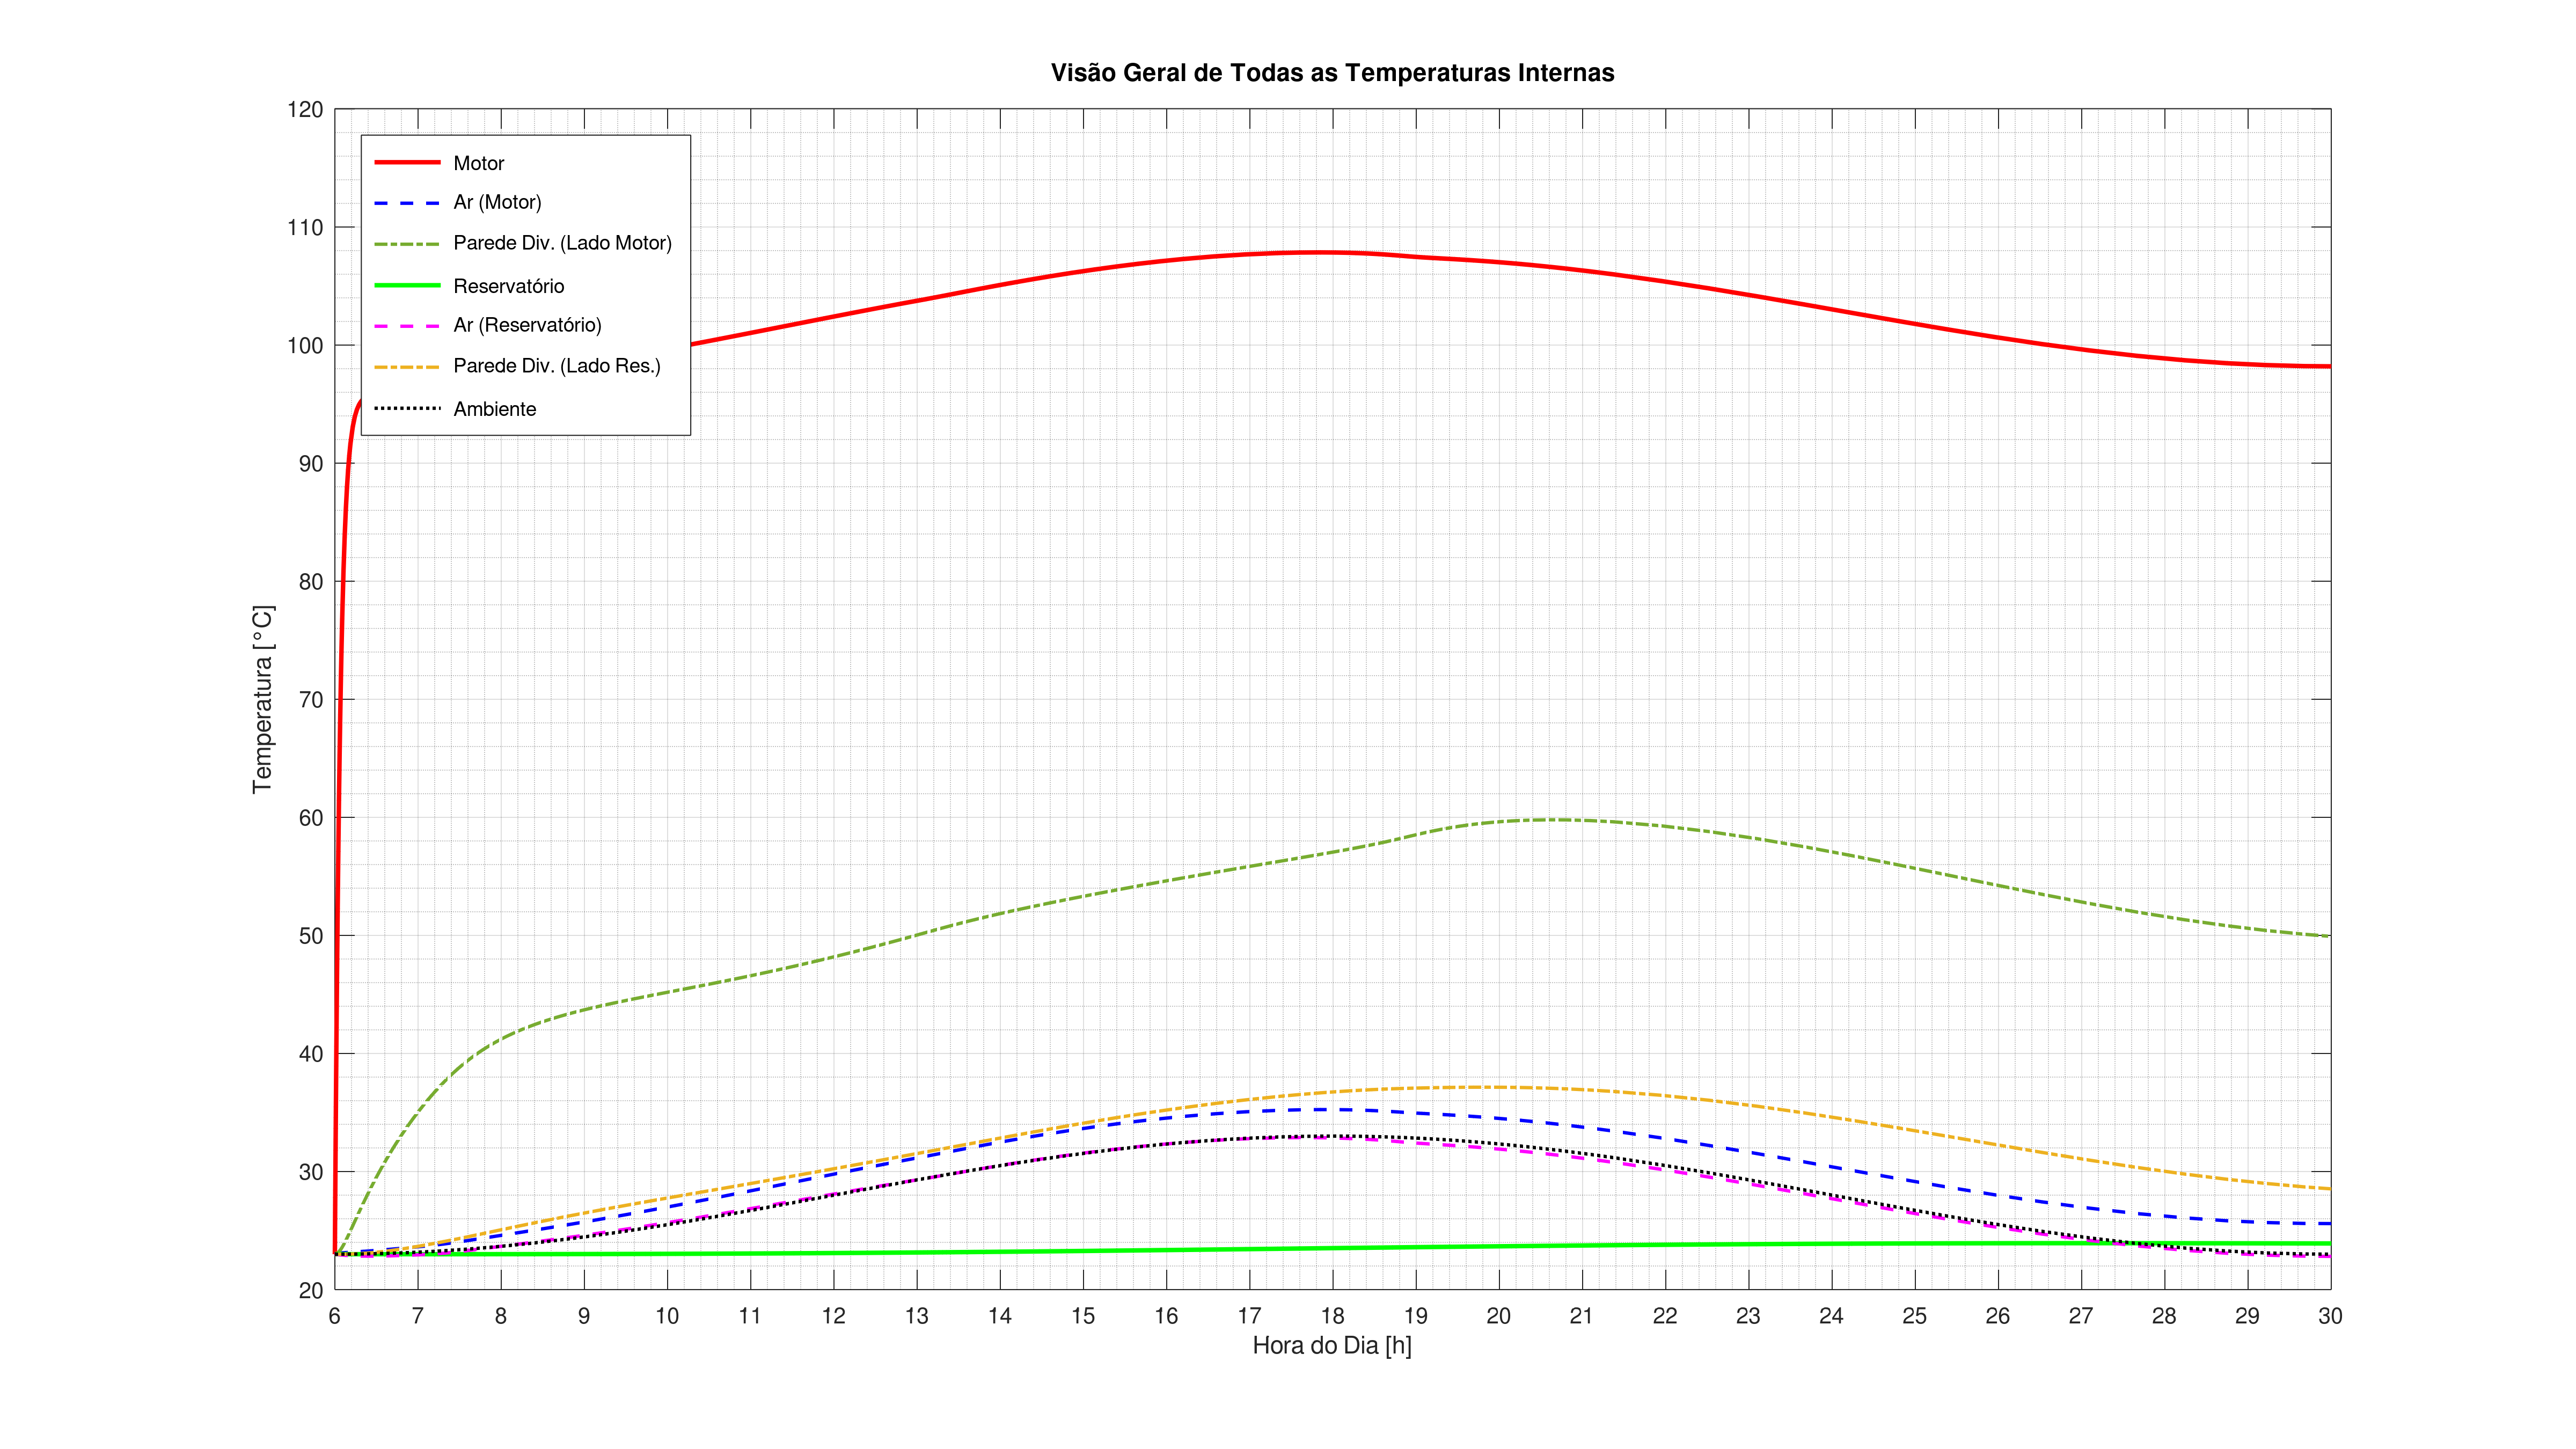 Visão Geral de Todas as Temperaturas Internas
120
110
100
90
80
70
60
50
40
30
20
Temperatura [°C]
Motor
Ar (Motor)
Parede Div. (Lado Motor)
Reservatório
Ar (Reservatório)
Parede Div. (Lado Res.)
Ambiente
6 7 8 9 10 11 12 13 14 15 16 17 18 19 20 21 22 23 24 25 26 27 28 29 30
Hora do Dia [h]